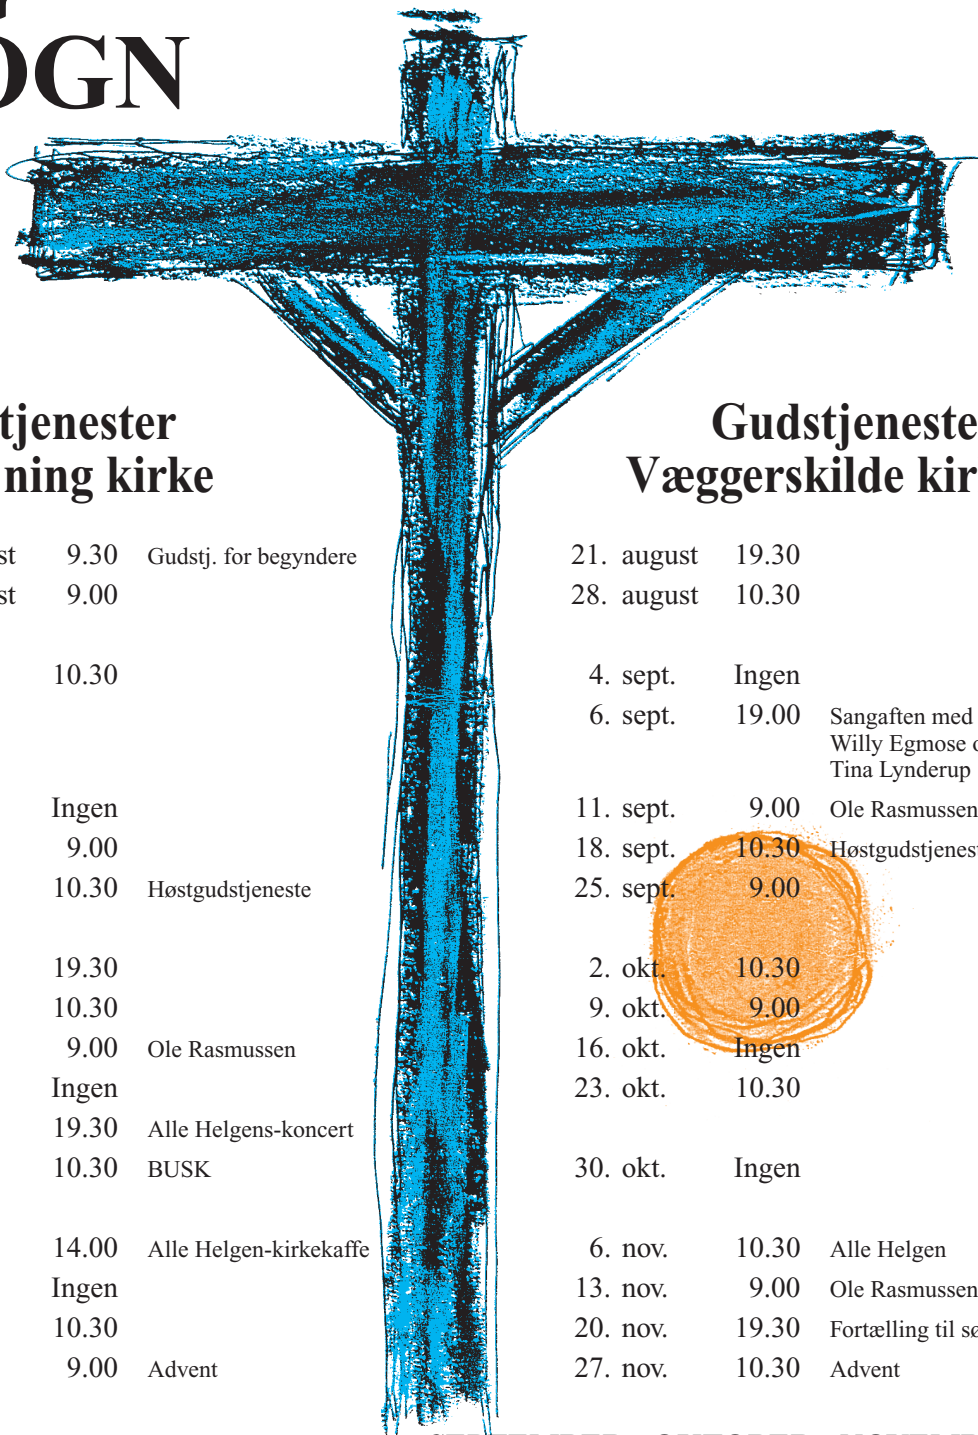 OGN
tjenester
ning kirke
st 9.30 Gudstj. for begyndere
st 9.00
10.30
Ingen
9.00
10.30 Høstgudstjeneste
19.30
10.30
9.00 Ole Rasmussen
Ingen
19.30 Alle Helgens-koncert
10.30 BUSK
14.00 Alle Helgen-kirkekaffe
Ingen
10.30
9.00 Advent
Gudstjeneste
Væggerskilde kir
21. august 19.30
28. august 10.30
4. sept. Ingen
6. sept. 19.00 Sangaften med
Willy Egmose
Tina Lynderup
11. sept. 9.00 Ole Rasmussen
18. sept. 10.30 Høstgudstjenes
25. sept. 9.00
2. okt. 10.30
9. okt. 9.00
16. okt. Ingen
23. okt. 10.30
30. okt. Ingen
6. nov. 10.30 Alle Helgen
13. nov. 9.00 Ole Rasmussen
20. nov. 19.30 Fortælling til sø
27. nov. 10.30 Advent